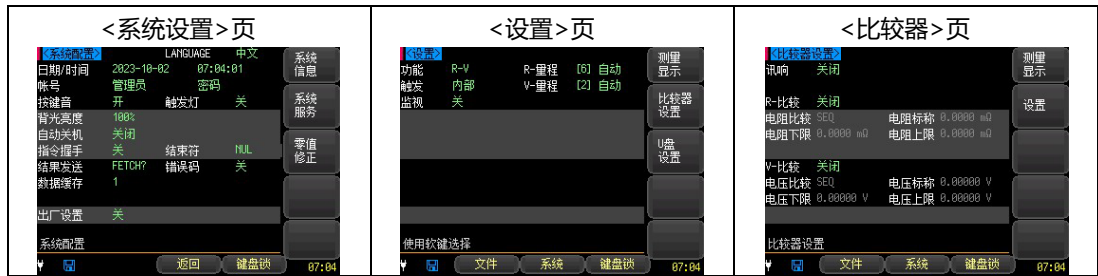 <系统设置>页
<系统配置> LANGUAGE 中文
日期/时间 2023-10-02 07:04:01
帐号 管理员 密码
按键音 开 触发灯 关
背光亮度 100%
自动关机 关闭
指令握手 关 结束符 NUL
结果发送 FETCH? 错误码 关
数据缓存 1
出厂设置 关
系统配置
返回 键盘锁 07:04
系统
信息
系统
服务
零值
修正
<设置>页
<设置>
功能 R-V R-量程 [6] 自动
触发 内部 V-量程 [2] 自动
监视 关
使用软键选择
文件 系统 键盘锁 07:04
测量
显示
比较器
设置
U盘
设置
<比较器>页
<比较器设置>
讯响 关闭
R-比较 关闭
电阻比较 SEQ 电阻标称 0.0000 mΩ
电阻下限 0.0000 mΩ 电阻上限 0.0000 mΩ
V-比较 关闭
电压比较 SEQ 电压标称 0.00000 V
电压下限 0.00000 V 电压上限 0.00000 V
比较器设置
文件 系统 键盘锁 07:04
测量
显示
设置